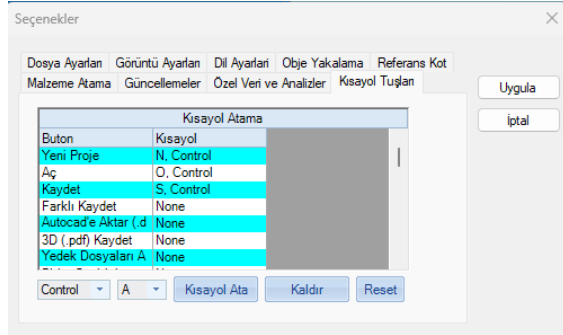 Seçenekler
Dosya Ayarları Görüntü Ayarları Dil Ayarları Obje Yakalama Referans Kot
Malzeme Atama Güncellemeler Özel Veri ve Analizler Kısayol Tuşları
Uygula
İptal
Kısayol Atama
Buton Kısayol
Yeni Proje N, Control
Aç O, Control
Kaydet S, Control
Farklı Kaydet None
Autocad'e Aktar (.d None
3D (.pdf) Kaydet None
Yedek Dosyaları A None
Control A Kısayol Ata Kaldır Reset